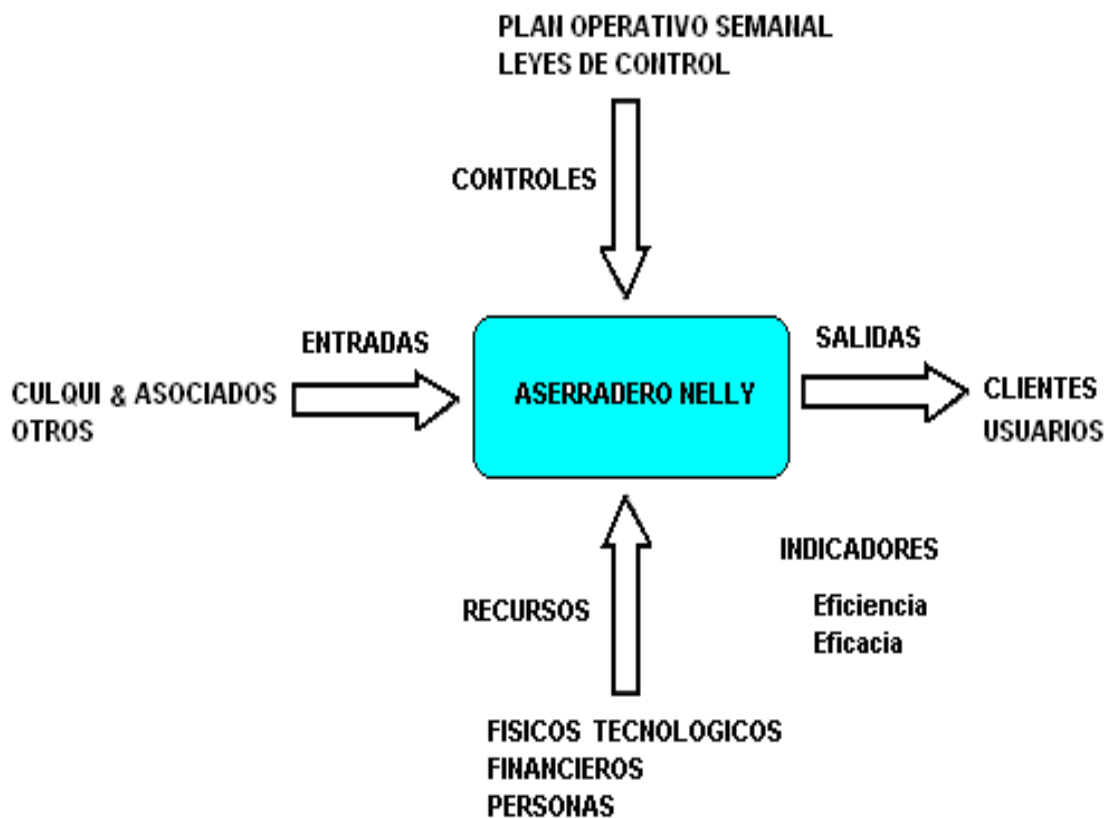 PLAN OPERATIVO SEMANAL
LEYES DE CONTROL
CONTROLES
ENTRADAS
SALIDAS
CULQUI & ASOCIADOS
OTROS
ASERRADERO NELLY
CLIENTES
USUARIOS
INDICADORES
Eficiencia
Eficacia
RECURSOS
FISICOS TECNOLOGICOS
FINANCIEROS
PERSONAS